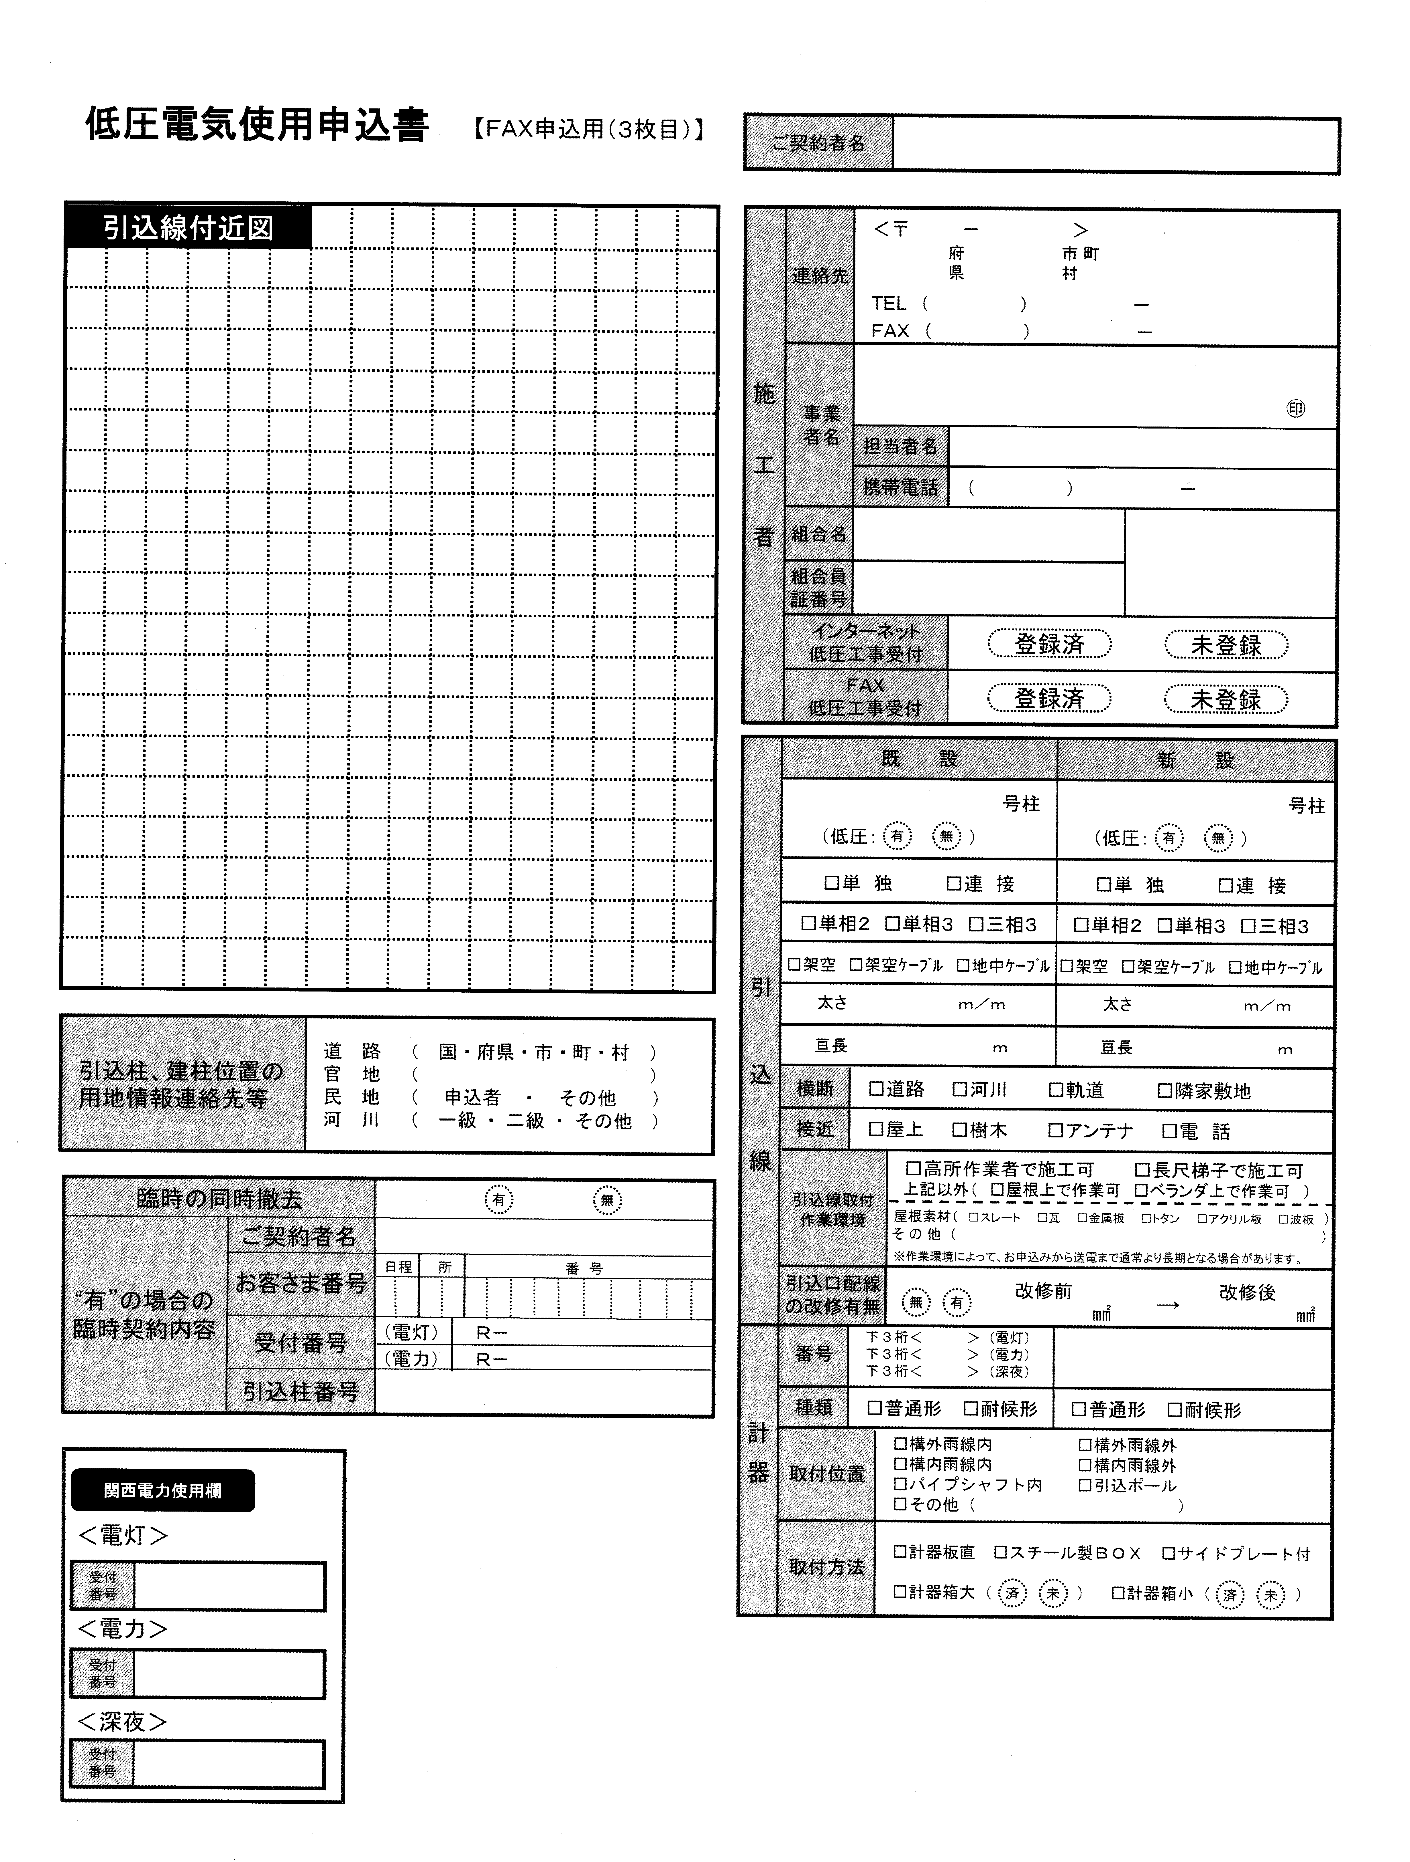 低圧電気使用申込書 【FAX申込用(3枚目)】
ご契約者名
引込線付近図
引込柱、建柱位置の
用地情報連絡先等
道 路 ( 国・府県・市・町・村 )
官 地 ( )
民 地 ( 申込者 ・ その他 )
河 川 ( 一級・二級・その他 )
臨時の同時撤去 有 無
“有”の場合の
臨時契約内容
ご契約者名
お客さま番号 日程 所 番号
受付番号 (電灯) R−
(電力) R−
引込柱番号
関西電力使用欄
<電灯>
受付
番号
<電力>
受付
番号
<深夜>
受付
番号
施工者
連絡先
<〒 − >
府 市町
県 村
TEL ( ) −
FAX ( ) −
事業
者名
印
担当者名
携帯電話 ( ) −
組合名
組合員
証番号
インターネット
低圧工事受付 登録済 未登録
FAX
低圧工事受付 登録済 未登録
引込線
既 設 新 設
号柱 号柱
(低圧: 有 無 ) (低圧: 有 無 )
□単 独 □連 接 □単 独 □連 接
□単相2 □単相3 □三相3 □単相2 □単相3 □三相3
□架空 □架空ケーブル □地中ケーブル □架空 □架空ケーブル □地中ケーブル
太さ m/m 太さ m/m
亘長 m 亘長 m
横断 □道路 □河川 □軌道 □隣家敷地
接近 □屋上 □樹木 □アンテナ □電 話
引込線取付
作業環境
□高所作業者で施工可 □長尺梯子で施工可
上記以外( □屋根上で作業可 □ベランダ上で作業可 )
屋根素材( □スレート □瓦 □金属板 □トタン □アクリル板 □波板 )
その他( )
※作業環境によって、お申込みから送電まで通常より長期となる場合があります。
引込口配線
の改修有無
無 有 改修前 ㎟ → 改修後 ㎟
計器
番号
下3桁< >(電灯)
下3桁< >(電力)
下3桁< >(深夜)
種類 □普通形 □耐候形 □普通形 □耐候形
取付位置
□構外雨線内 □構外雨線外
□構内雨線内 □構内雨線外
□パイプシャフト内 □引込ポール
□その他( )
取付方法
□計器板直 □スチール製BOX □サイドプレート付
□計器箱大( 済 未 ) □計器箱小( 済 未 )